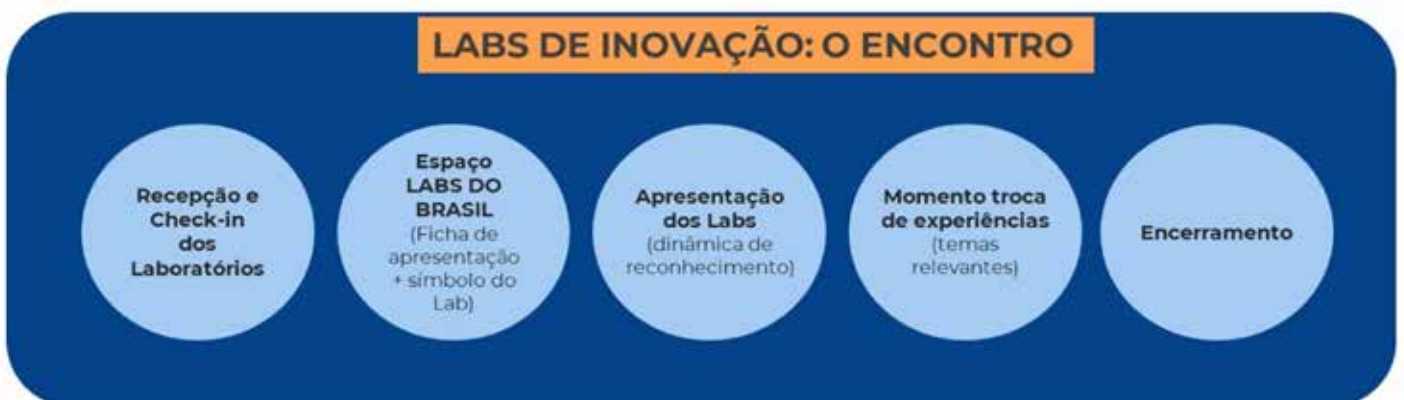 LABS DE INOVAÇÃO: O ENCONTRO
Recepção e
Check-in
dos
Laboratórios
Espaço
LABS DO
BRASIL
(Ficha de
apresentação
+ símbolo do
Lab)
Apresentação
dos Labs
(dinâmica de
reconhecimento)
Momento troca
de experiências
(temas
relevantes)
Encerramento